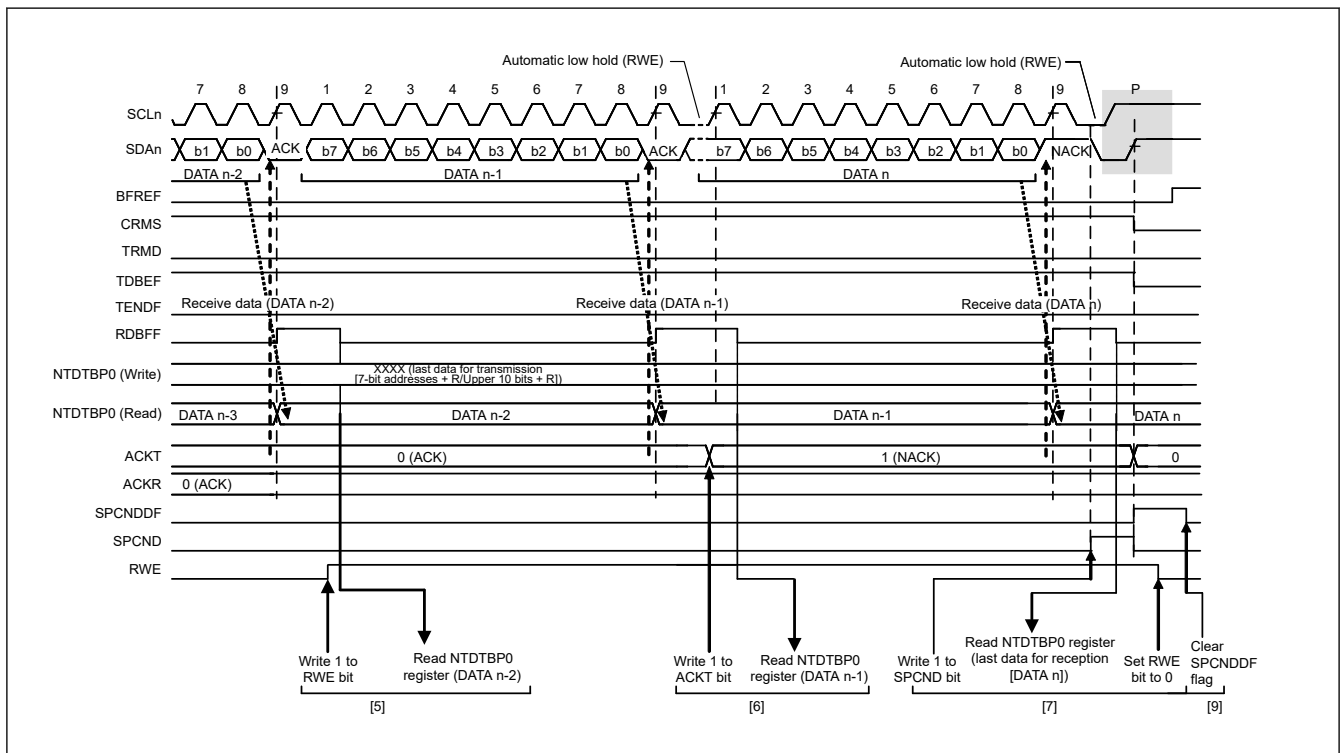 Automatic low hold (RWE)
Automatic low hold (RWE)
7 8 9 1 2 3 4 5 6 7 8 9 1 2 3 4 5 6 7 8 9 P
SCLn
SDAn b1 b0 ACK b7 b6 b5 b4 b3 b2 b1 b0 ACK b7 b6 b5 b4 b3 b2 b1 b0 NACK
DATA n-2 DATA n-1 DATA n
BFREF
CRMS
TRMD
TDBEF
TENDF Receive data (DATA n-2) Receive data (DATA n-1) Receive data (DATA n)
RDBFF
NTDTBP0 (Write) XXXX (last data for transmission
[7-bit addresses + R/Upper 10 bits + R])
NTDTBP0 (Read) DATA n-3 DATA n-2 DATA n-1 DATA n
ACKT 0 (ACK) 1 (NACK) 0
ACKR 0 (ACK)
SPCNDDF
SPCND
RWE
Write 1 to
RWE bit
Read NTDTBP0
register (DATA n-2)
Write 1 to
ACKT bit
Read NTDTBP0
register (DATA n-1)
Write 1 to
SPCND bit
Read NTDTBP0 register
(last data for reception
[DATA n])
Set RWE
bit to 0
Clear
SPCNDDF
flag
[5] [6] [7] [9]